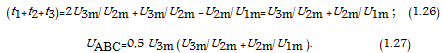 (t₁+t₂+t₃)=2U₃ₘ/U₂ₘ+U₃ₘ/U₂ₘ-U₂ₘ/U₁ₘ=U₃ₘ/U₂ₘ+U₂ₘ/U₁ₘ; (1.26)
U_ABC=0,5 U₃ₘ(U₃ₘ/U₂ₘ+U₂ₘ/U₁ₘ). (1.27)